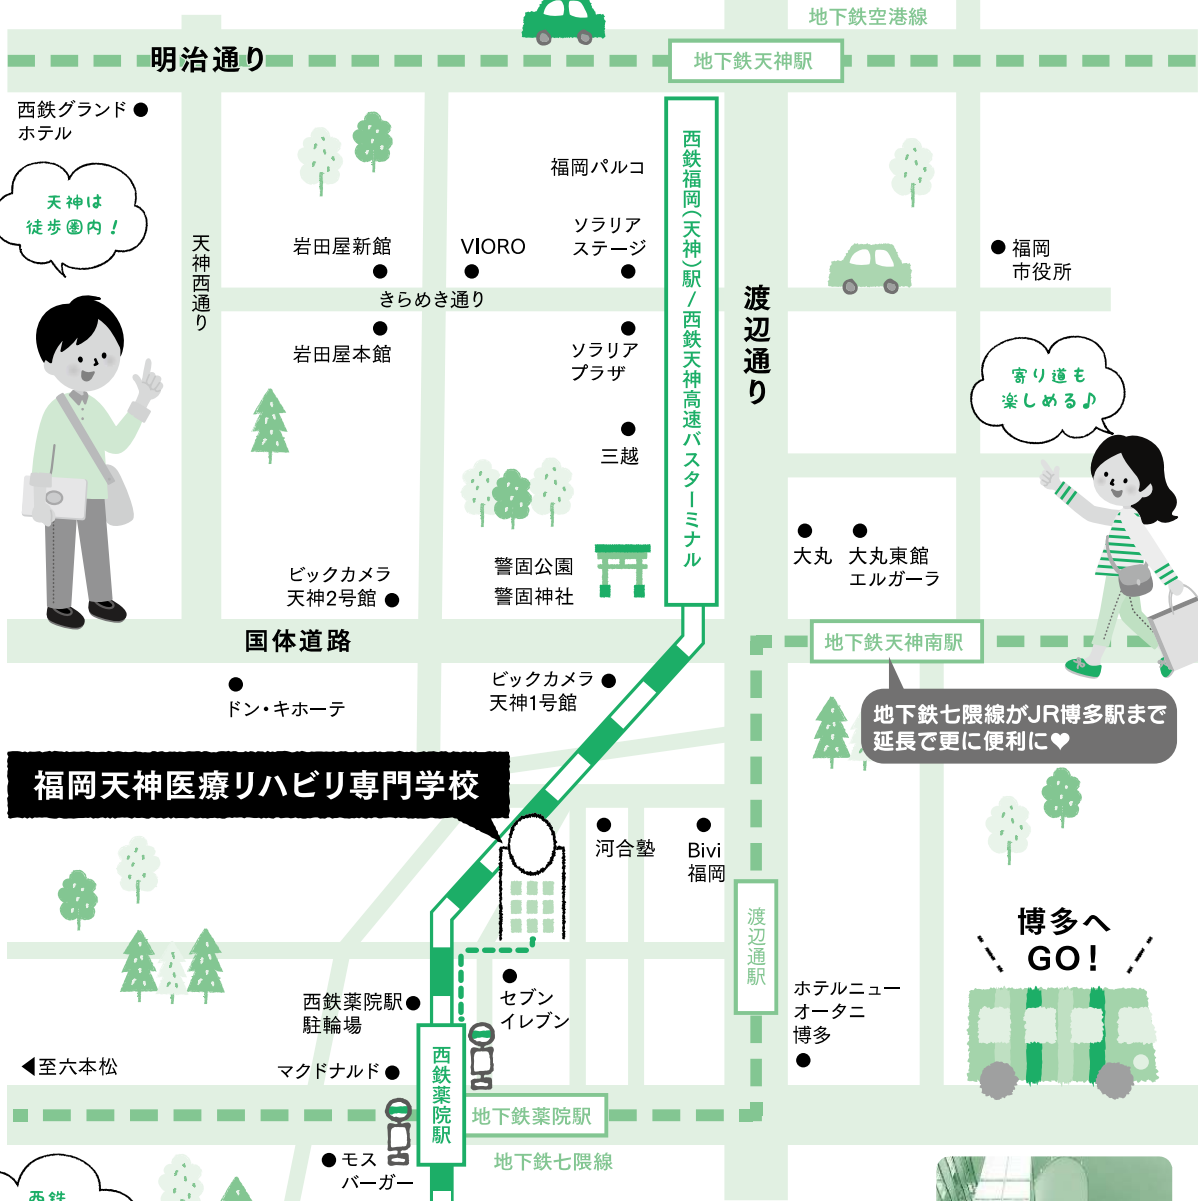 地下鉄空港線
明治通り
地下鉄天神駅
西鉄グランド
ホテル
天神は
徒歩圏内！
天神西通り
福岡パルコ
ソラリア
ステージ
岩田屋新館
VIORO
きらめき通り
岩田屋本館
ソラリア
プラザ
三越
西鉄福岡(天神)駅/西鉄天神高速バスターミナル
渡辺通り
福岡
市役所
寄り道も
楽しめる♪
大丸
大丸東館
エルガーラ
警固公園
警固神社
ビックカメラ
天神2号館
国体道路
地下鉄天神南駅
ビックカメラ
天神1号館
ドン・キホーテ
地下鉄七隈線がJR博多駅まで
延長で更に便利に♥
福岡天神医療リハビリ専門学校
河合塾
Bivi
福岡
渡辺通駅
博多へ
GO！
ホテルニュー
オータニ
博多
セブン
イレブン
西鉄薬院駅
駐輪場
◀至六本松
マクドナルド
西鉄薬院駅
地下鉄薬院駅
地下鉄七隈線
モス
バーガー
西鉄